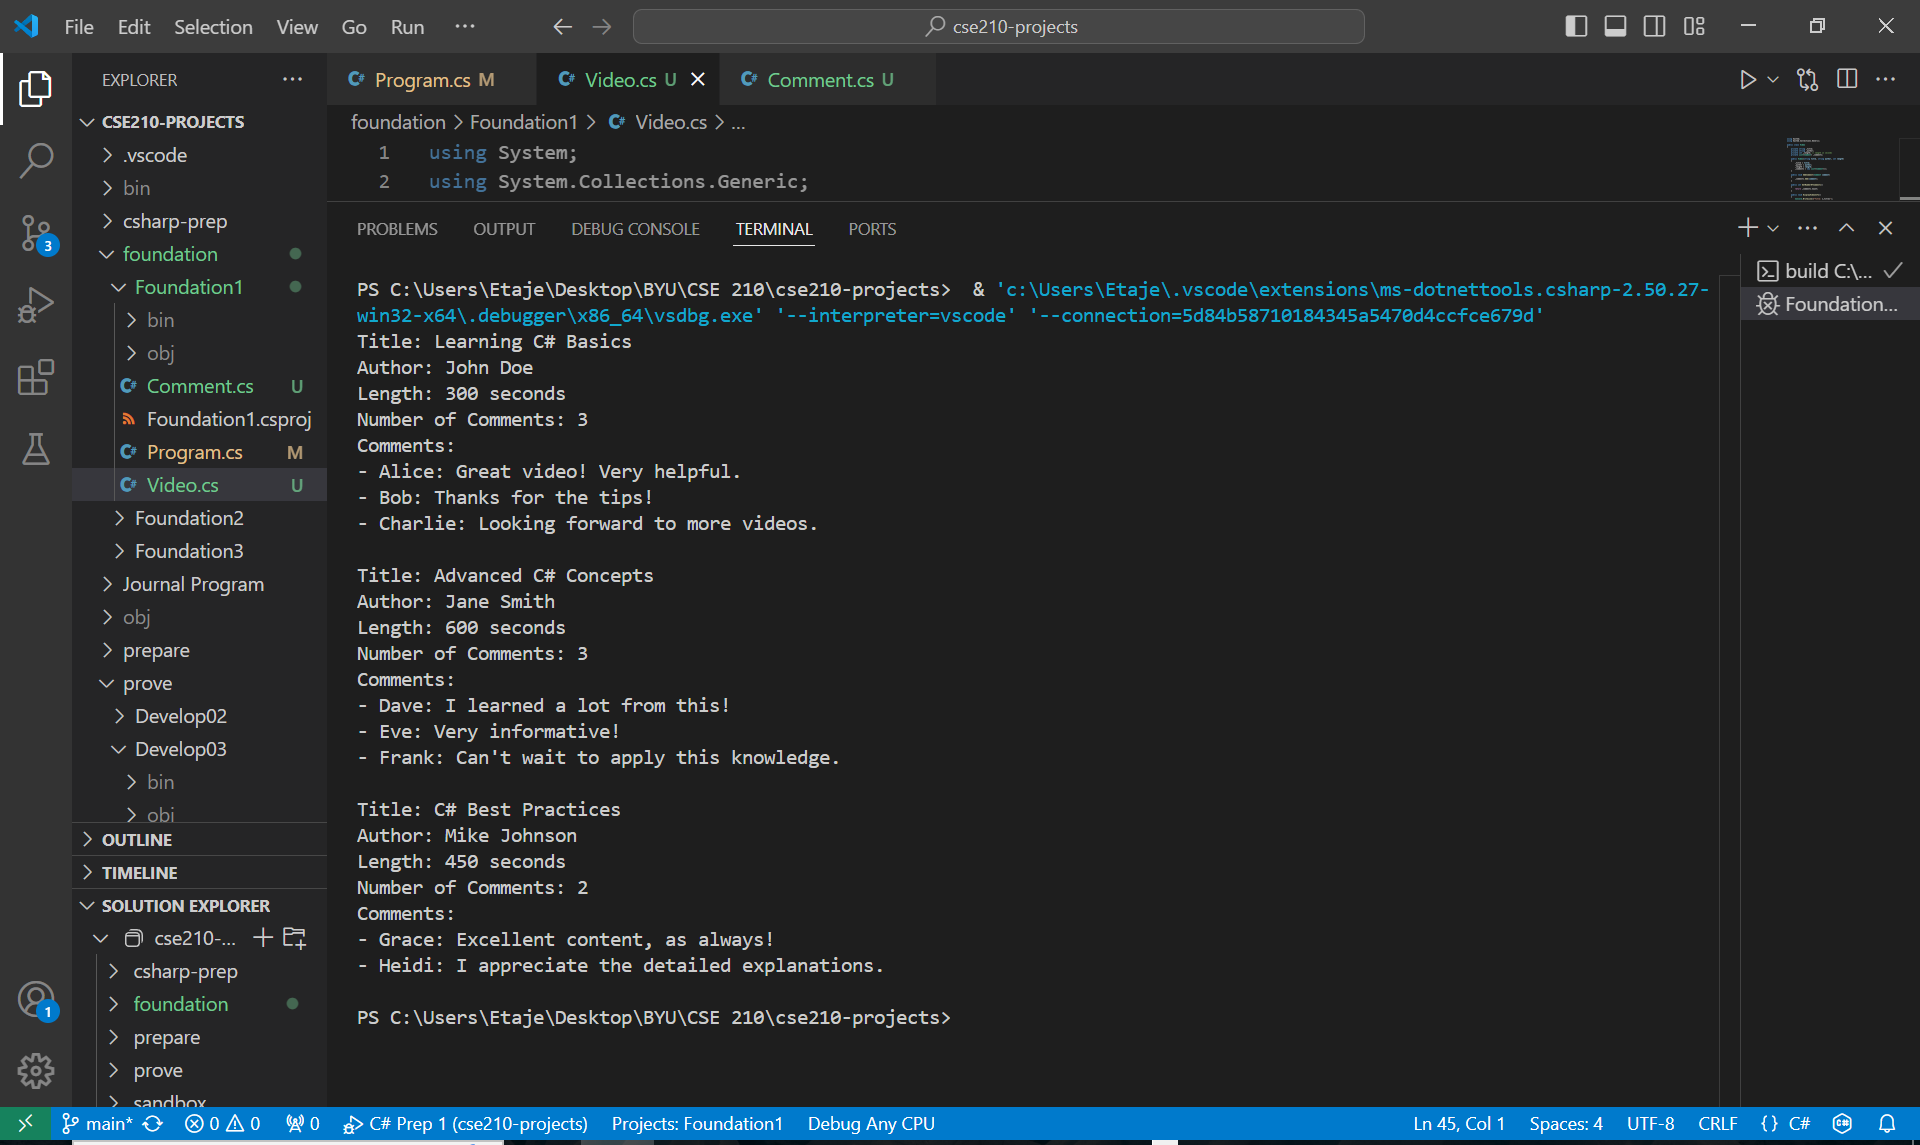 File Edit Selection View Go Run ...
cse210-projects
EXPLORER
CSE210-PROJECTS
.vscode
bin
csharp-prep
foundation
Foundation1
bin
obj
Comment.cs U
Foundation1.csproj
Program.cs M
Video.cs U
Foundation2
Foundation3
Journal Program
obj
prepare
prove
Develop02
Develop03
bin
obj
OUTLINE
TIMELINE
SOLUTION EXPLORER
cse210-...
csharp-prep
foundation
prepare
prove
sandbox
3
1
Program.cs M
Video.cs U
Comment.cs U
foundation > Foundation1 > Video.cs > ...
1 using System;
2 using System.Collections.Generic;
PROBLEMS OUTPUT DEBUG CONSOLE TERMINAL PORTS
PS C:\Users\Etaje\Desktop\BYU\CSE 210\cse210-projects>  & 'c:\Users\Etaje\.vscode\extensions\ms-dotnettools.csharp-2.50.27-
win32-x64\.debugger\x86_64\vsdbg.exe' '--interpreter=vscode' '--connection=5d84b58710184345a5470d4ccfce679d'
Title: Learning C# Basics
Author: John Doe
Length: 300 seconds
Number of Comments: 3
Comments:
- Alice: Great video! Very helpful.
- Bob: Thanks for the tips!
- Charlie: Looking forward to more videos.
Title: Advanced C# Concepts
Author: Jane Smith
Length: 600 seconds
Number of Comments: 3
Comments:
- Dave: I learned a lot from this!
- Eve: Very informative!
- Frank: Can't wait to apply this knowledge.
Title: C# Best Practices
Author: Mike Johnson
Length: 450 seconds
Number of Comments: 2
Comments:
- Grace: Excellent content, as always!
- Heidi: I appreciate the detailed explanations.
PS C:\Users\Etaje\Desktop\BYU\CSE 210\cse210-projects>
build C:\...
Foundation...
main* 0 0 0 C# Prep 1 (cse210-projects) Projects: Foundation1 Debug Any CPU Ln 45, Col 1 Spaces: 4 UTF-8 CRLF {} C#